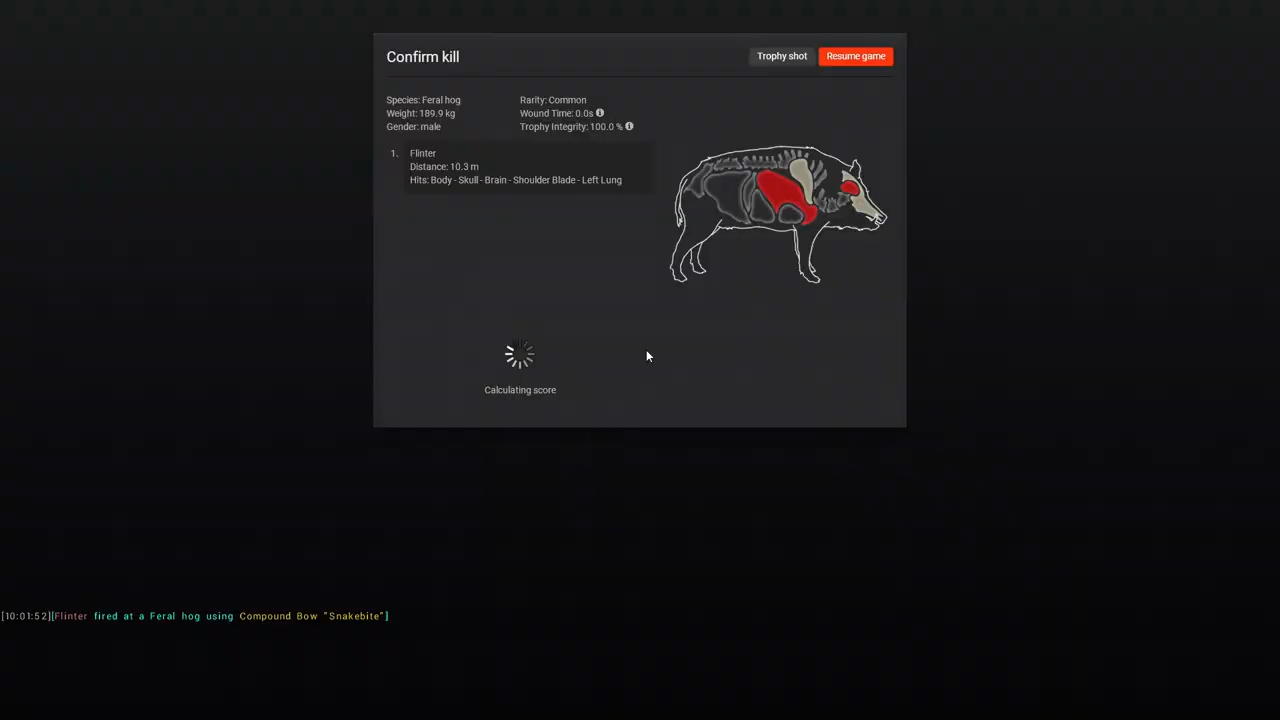 Confirm kill
Trophy shot
Resume game
Species: Feral hog
Rarity: Common
Weight: 189.9 kg
Wound Time: 0.0s
Gender: male
Trophy Integrity: 100.0 %
1. Flinter
Distance: 10.3 m
Hits: Body - Skull - Brain - Shoulder Blade - Left Lung
Calculating score
[10:01:52][Flinter fired at a Feral hog using Compound Bow "Snakebite"]